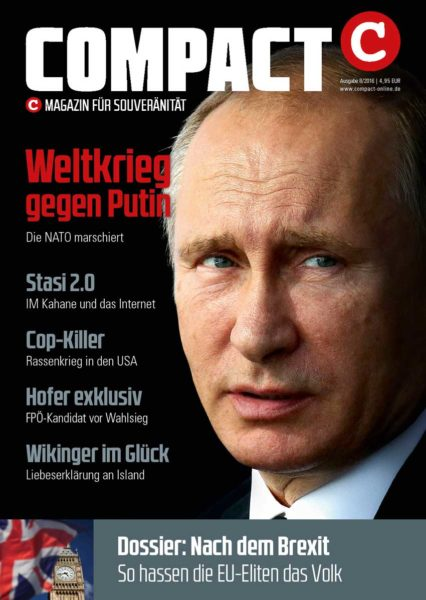 COMPACT
C
C MAGAZIN FÜR SOUVERÄNITÄT
Ausgabe 8/2016 | 4,95 EUR
www.compact-online.de
Weltkrieg
gegen Putin
Die NATO marschiert
Stasi 2.0
IM Kahane und das Internet
Cop-Killer
Rassenkrieg in den USA
Hofer exklusiv
FPÖ-Kandidat vor Wahlsieg
Wikinger im Glück
Liebeserklärung an Island
Dossier: Nach dem Brexit
So hassen die EU-Eliten das Volk